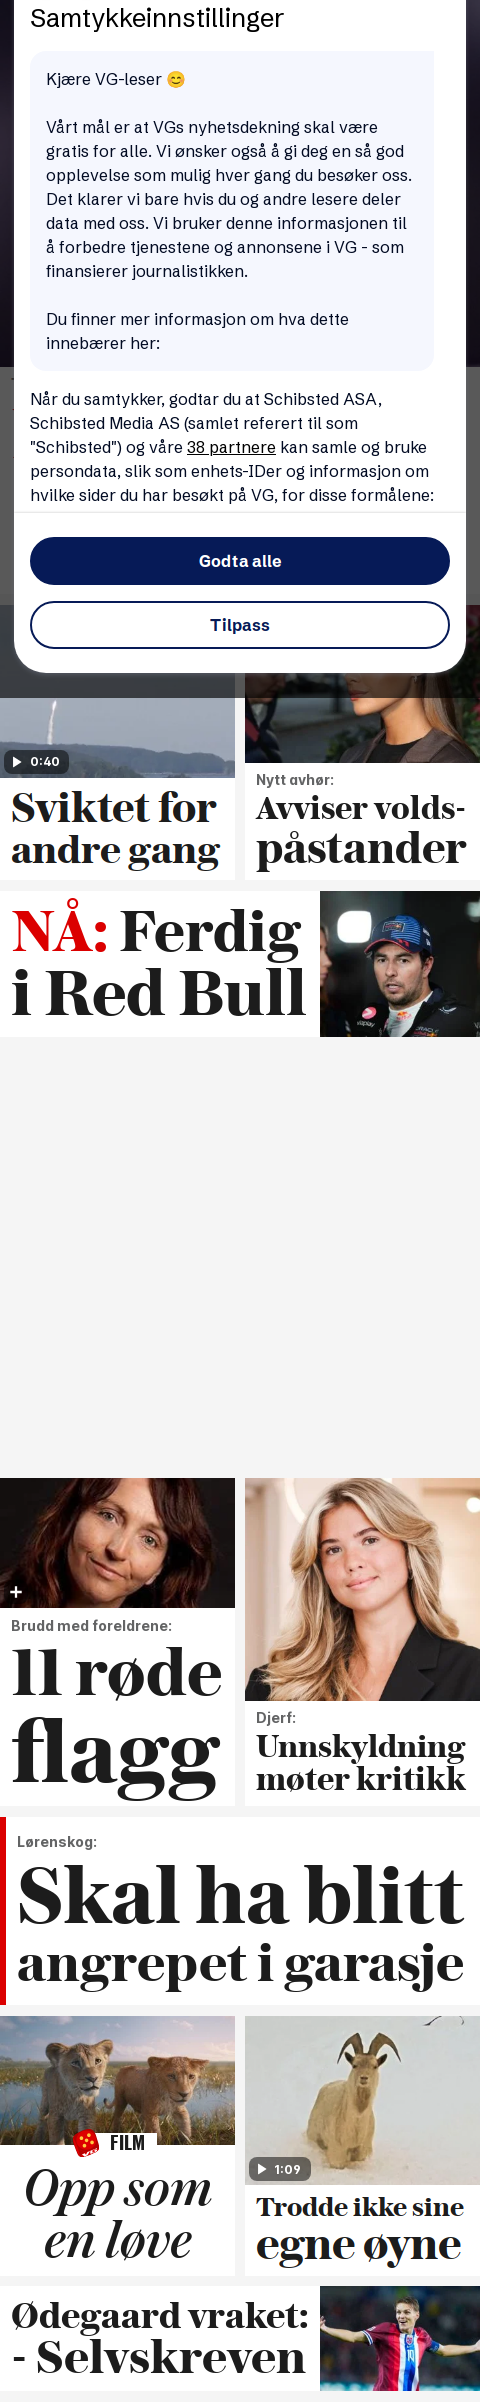 Samtykkeinnstillinger
Kjære VG-leser 😊
Vårt mål er at VGs nyhetsdekning skal være
gratis for alle. Vi ønsker også å gi deg en så god
opplevelse som mulig hver gang du besøker oss.
Det klarer vi bare hvis du og andre lesere deler
data med oss. Vi bruker denne informasjonen til
å forbedre tjenestene og annonsene i VG - som
finansierer journalistikken.
Du finner mer informasjon om hva dette
innebærer her:
Når du samtykker, godtar du at Schibsted ASA,
Schibsted Media AS (samlet referert til som
"Schibsted") og våre 38 partnere kan samle og bruke
persondata, slik som enhets-IDer og informasjon om
hvilke sider du har besøkt på VG, for disse formålene:
Godta alle
Tilpass
0:40
Sviktet for
andre gang
Nytt avhør:
Avviser volds-
påstander
NÅ: Ferdig
i Red Bull
Brudd med foreldrene:
11 røde
flagg
Djerf:
Unnskyldning
møter kritikk
Lørenskog:
Skal ha blitt
angrepet i garasje
VG
FILM
Opp som
en løve
1:09
Trodde ikke sine
egne øyne
Ødegaard vraket:
- Selvskreven